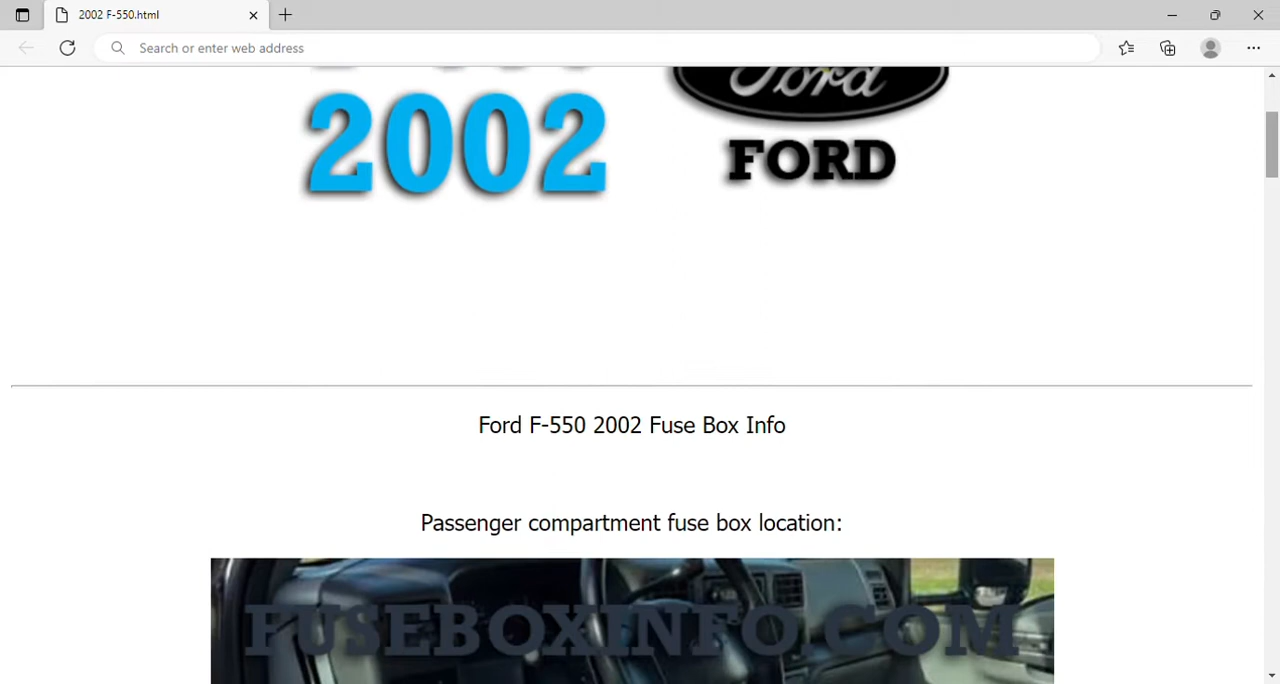 2002 F-550.html
Search or enter web address
Ford
2002
FORD
Ford F-550 2002 Fuse Box Info
Passenger compartment fuse box location:
FUSEBOXINFO.COM